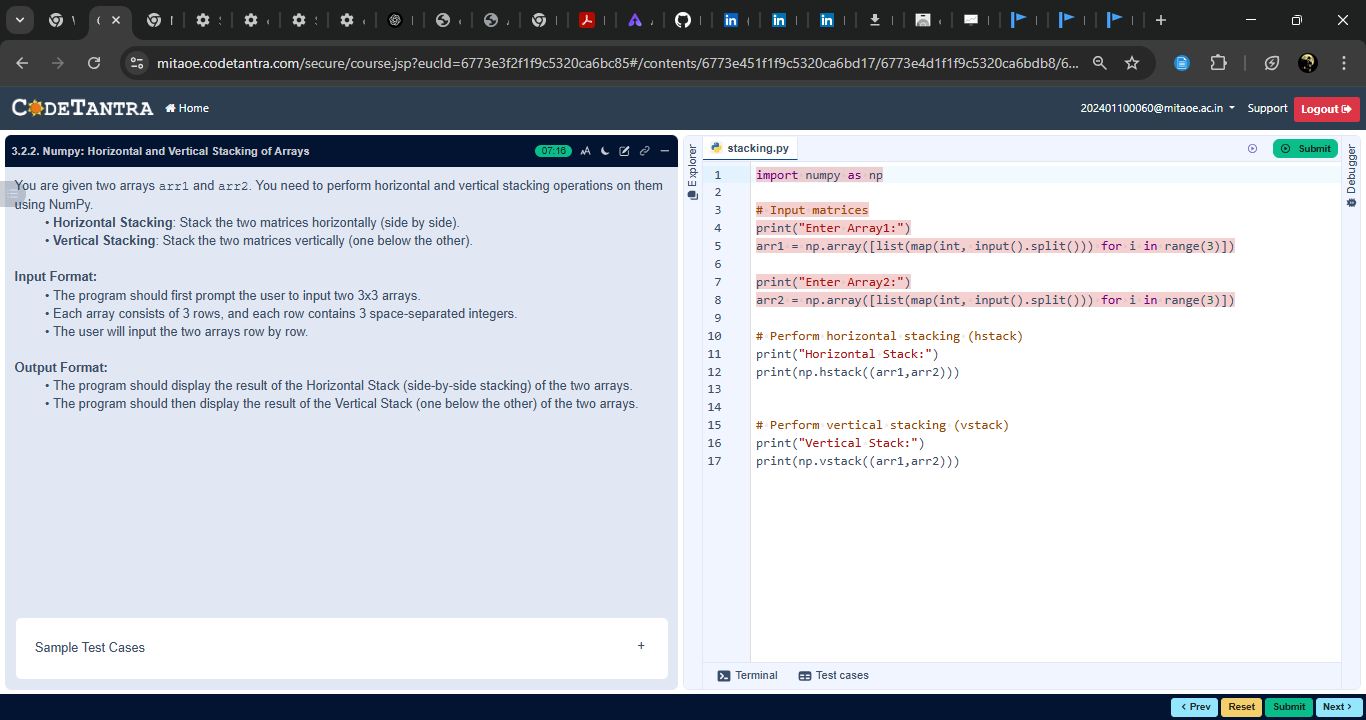 mitaoe.codetantra.com/secure/course.jsp?eucId=6773e3f2f1f9c5320ca6bc85#/contents/6773e451f1f9c5320ca6bd17/6773e4d1f1f9c5320ca6bdb8/6...
CODETANTRA
Home
202401100060@mitaoe.ac.in
Support
Logout
3.2.2. Numpy: Horizontal and Vertical Stacking of Arrays
07:16
You are given two arrays arr1 and arr2. You need to perform horizontal and vertical stacking operations on them
using NumPy.
• Horizontal Stacking: Stack the two matrices horizontally (side by side).
• Vertical Stacking: Stack the two matrices vertically (one below the other).
Input Format:
• The program should first prompt the user to input two 3x3 arrays.
• Each array consists of 3 rows, and each row contains 3 space-separated integers.
• The user will input the two arrays row by row.
Output Format:
• The program should display the result of the Horizontal Stack (side-by-side stacking) of the two arrays.
• The program should then display the result of the Vertical Stack (one below the other) of the two arrays.
Sample Test Cases
+
Explorer
stacking.py
Submit
Debugger
1 import numpy as np
2
3 # Input matrices
4 print("Enter Array1:")
5 arr1 = np.array([list(map(int, input().split())) for i in range(3)])
6
7 print("Enter Array2:")
8 arr2 = np.array([list(map(int, input().split())) for i in range(3)])
9
10 # Perform horizontal stacking (hstack)
11 print("Horizontal Stack:")
12 print(np.hstack((arr1,arr2)))
13
14
15 # Perform vertical stacking (vstack)
16 print("Vertical Stack:")
17 print(np.vstack((arr1,arr2)))
Terminal
Test cases
< Prev
Reset
Submit
Next >